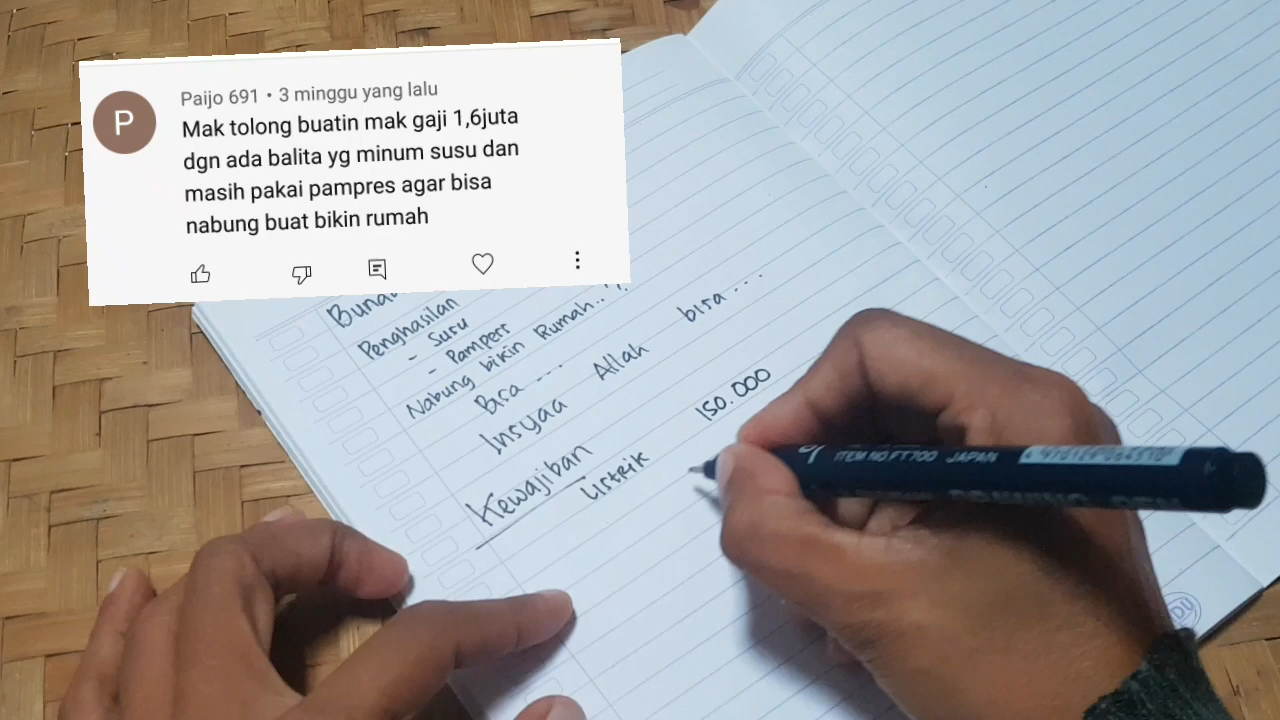 P
Paijo 691 • 3 minggu yang lalu
Mak tolong buatin mak gaji 1,6juta
dgn ada balita yg minum susu dan
masih pakai pampres agar bisa
nabung buat bikin rumah
Penghasilan
- Susu
- Pampers
Nabung bikin Rumah..?
Bisa ...
Insyaa Allah bisa ...
Kewajiban
Listrik 150.000
ITEM NO.FT700 JAPAN